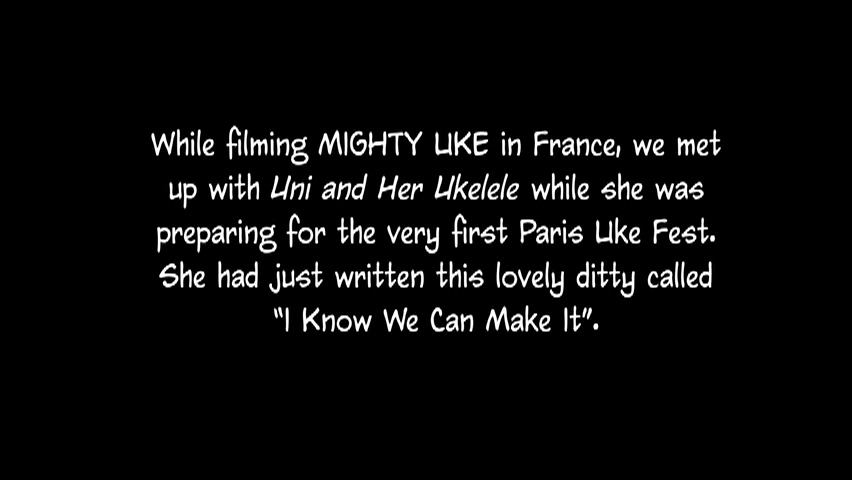 While filming MIGHTY UKE in France, we met
up with Uni and Her Ukelele while she was
preparing for the very first Paris Uke Fest.
She had just written this lovely ditty called
“I Know We Can Make It”.